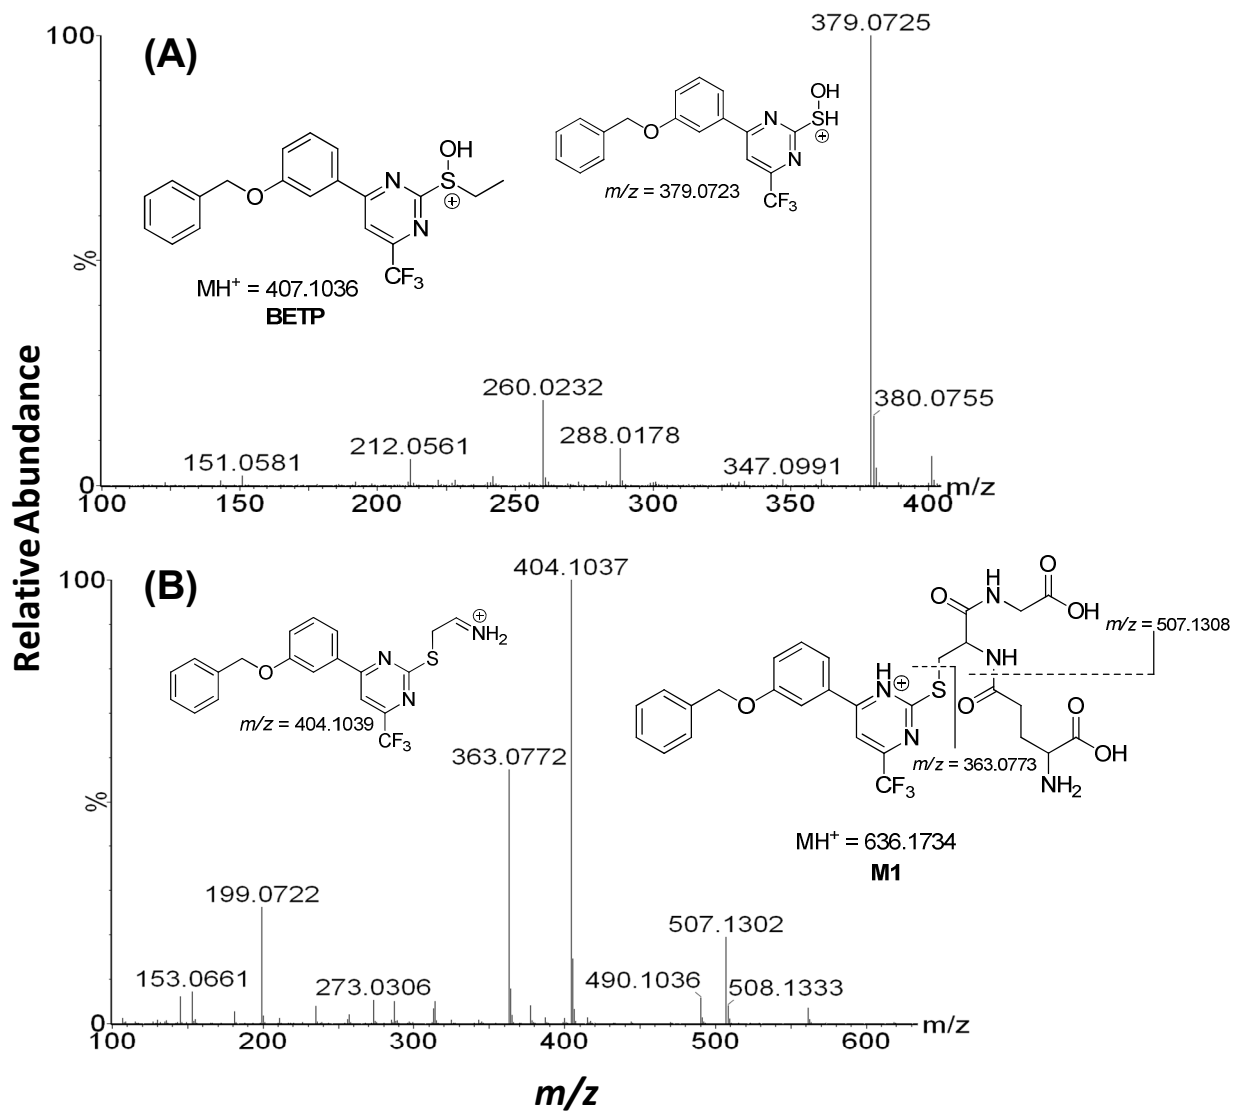 Relative Abundance
(A)
100
%
0
379.0725
OH
SH
⊕
N
N
O
CF3
m/z = 379.0723
OH
S
⊕
N
N
O
CF3
MH+ = 407.1036
BETP
260.0232
380.0755
288.0178
212.0561
151.0581
347.0991
100 150 200 250 300 350 400 m/z
(B)
100
%
0
404.1037
⊕
NH2
S
N
N
O
m/z = 404.1039
CF3
O
H
N
O
OH
m/z = 507.1308
NH
H
N
⊕
S
O
O
N
O
OH
m/z = 363.0773
CF3
NH2
MH+ = 636.1734
M1
363.0772
199.0722
507.1302
153.0661
273.0306
490.1036
508.1333
100 200 300 400 500 600 m/z
m/z